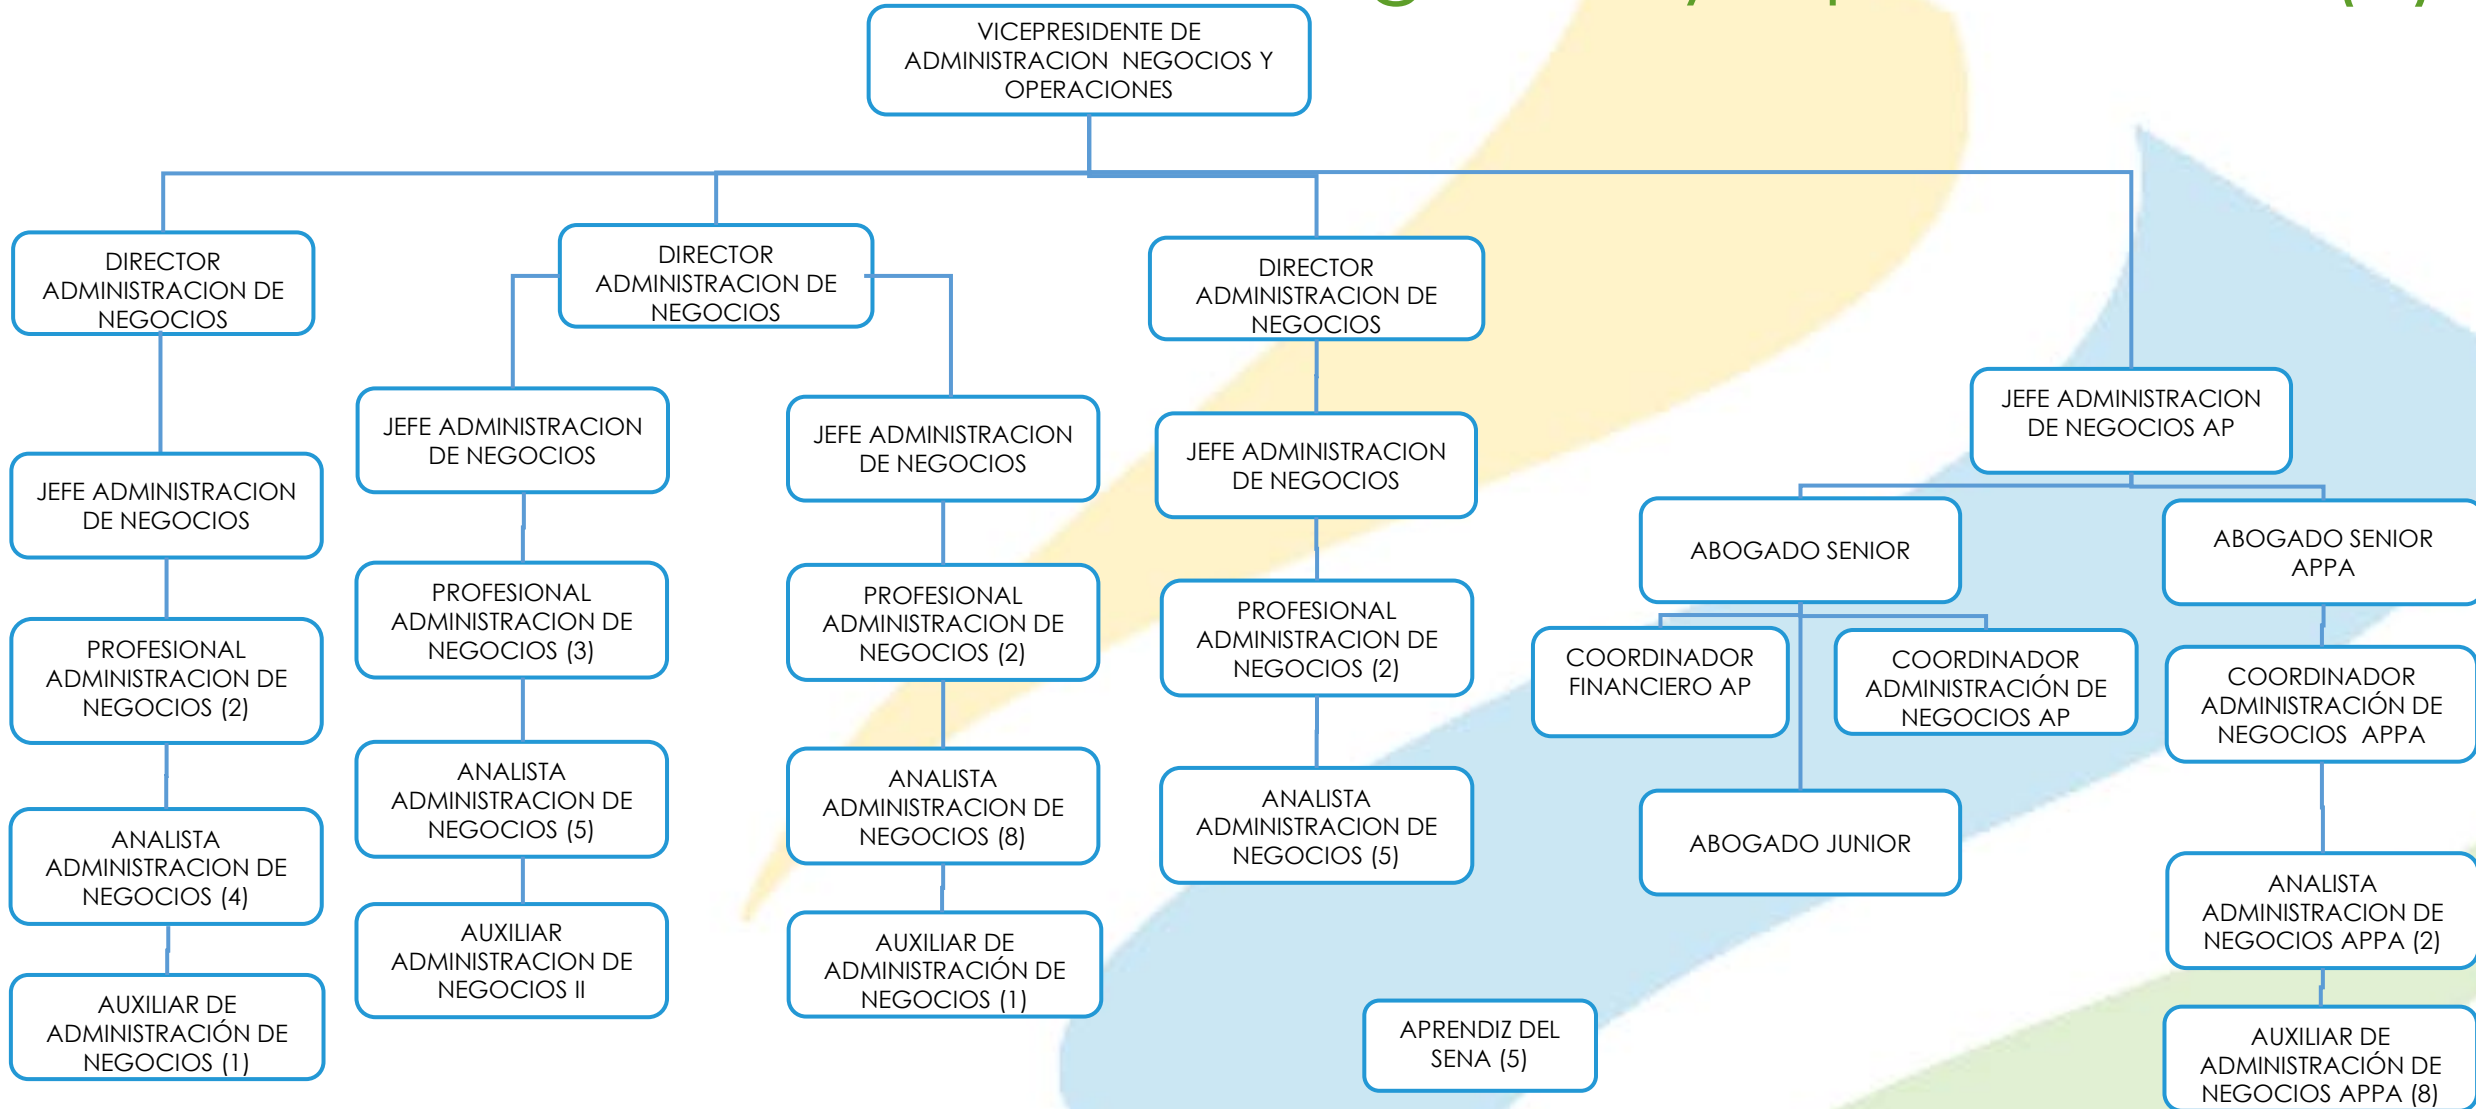 VICEPRESIDENTE DE
ADMINISTRACION NEGOCIOS Y
OPERACIONES
DIRECTOR
ADMINISTRACION DE
NEGOCIOS
DIRECTOR
ADMINISTRACION DE
NEGOCIOS
DIRECTOR
ADMINISTRACION DE
NEGOCIOS
JEFE ADMINISTRACION
DE NEGOCIOS AP
JEFE ADMINISTRACION
DE NEGOCIOS
JEFE ADMINISTRACION
DE NEGOCIOS
JEFE ADMINISTRACION
DE NEGOCIOS
JEFE ADMINISTRACION
DE NEGOCIOS
ABOGADO SENIOR
ABOGADO SENIOR
APPA
PROFESIONAL
ADMINISTRACION DE
NEGOCIOS (2)
PROFESIONAL
ADMINISTRACION DE
NEGOCIOS (3)
PROFESIONAL
ADMINISTRACION DE
NEGOCIOS (2)
PROFESIONAL
ADMINISTRACION DE
NEGOCIOS (2)
COORDINADOR
FINANCIERO AP
COORDINADOR
ADMINISTRACIÓN DE
NEGOCIOS AP
COORDINADOR
ADMINISTRACIÓN DE
NEGOCIOS APPA
ANALISTA
ADMINISTRACION DE
NEGOCIOS (4)
ANALISTA
ADMINISTRACION DE
NEGOCIOS (5)
ANALISTA
ADMINISTRACION DE
NEGOCIOS (8)
ANALISTA
ADMINISTRACION DE
NEGOCIOS (5)
ABOGADO JUNIOR
ANALISTA
ADMINISTRACION DE
NEGOCIOS APPA (2)
AUXILIAR DE
ADMINISTRACIÓN DE
NEGOCIOS (1)
AUXILIAR
ADMINISTRACION DE
NEGOCIOS II
AUXILIAR DE
ADMINISTRACIÓN DE
NEGOCIOS (1)
APRENDIZ DEL
SENA (5)
AUXILIAR DE
ADMINISTRACIÓN DE
NEGOCIOS APPA (8)